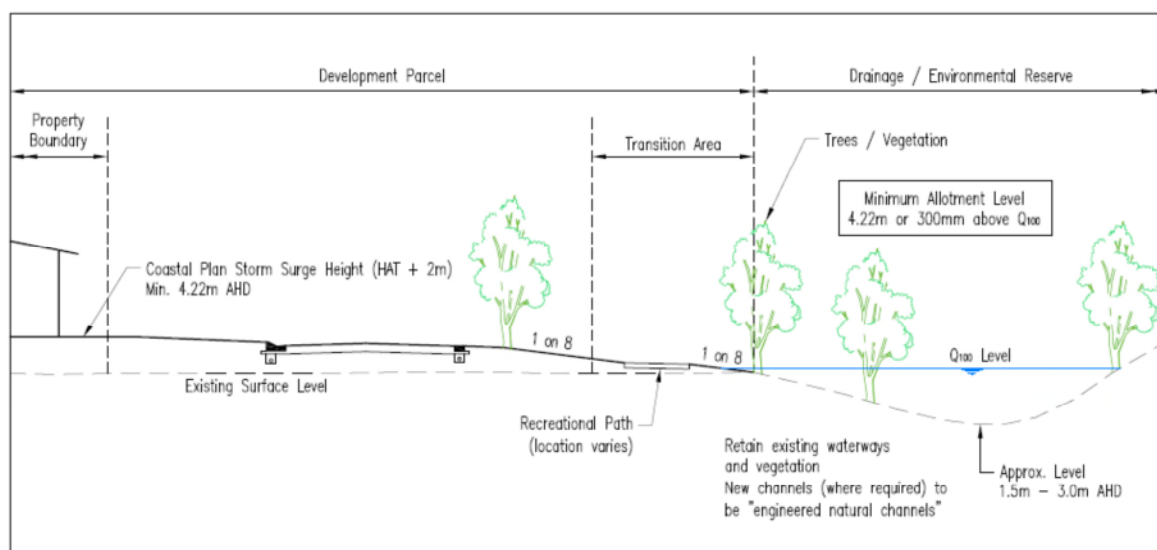 Development Parcel
Drainage / Environmental Reserve
Property
Boundary
Transition Area
Trees / Vegetation
Minimum Allotment Level
4.22m or 300mm above Q100
Coastal Plan Storm Surge Height (HAT + 2m)
Min. 4.22m AHD
1 on 8
1 on 8
Q100 Level
Existing Surface Level
Recreational Path
(location varies)
Retain existing waterways
and vegetation
New channels (where required) to
be "engineered natural channels"
Approx. Level
1.5m – 3.0m AHD